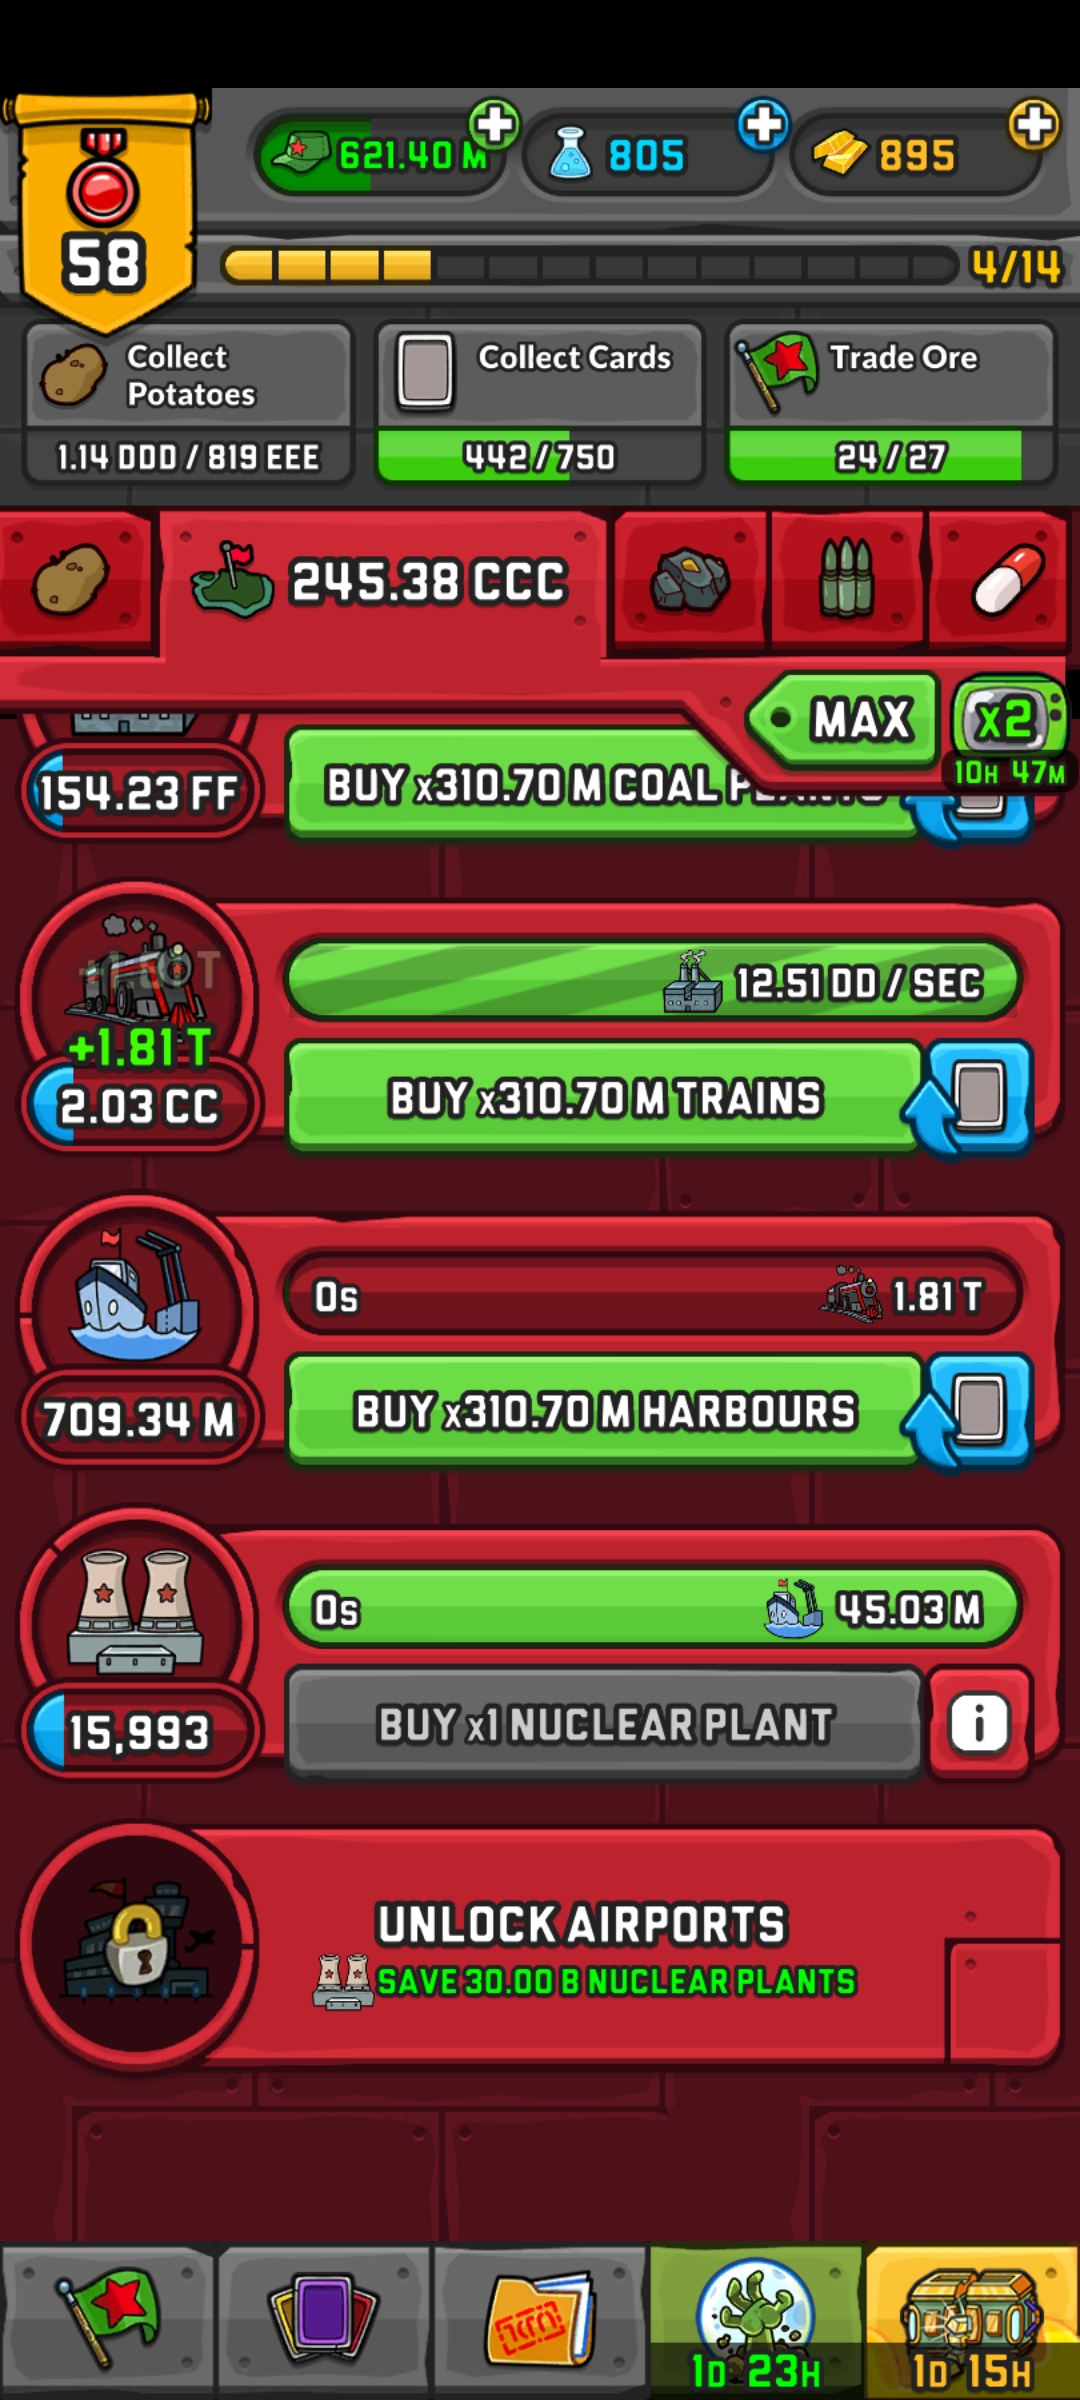 621.40 M
805
895
58
4/14
Collect
Potatoes
Collect Cards
Trade Ore
1.14 DDD / 819 EEE
442/750
24/27
245.38 CCC
MAX
x2
10H 47M
154.23 FF
BUY x310.70 M COAL PLANTS
12.51 DD / SEC
+1.81 T
2.03 CC
BUY x310.70 M TRAINS
0s
1.81 T
709.34 M
BUY x310.70 M HARBOURS
0s
45.03 M
15,993
BUY x1 NUCLEAR PLANT
i
UNLOCK AIRPORTS
SAVE 30.00 B NUCLEAR PLANTS
1D 23H
1D 15H